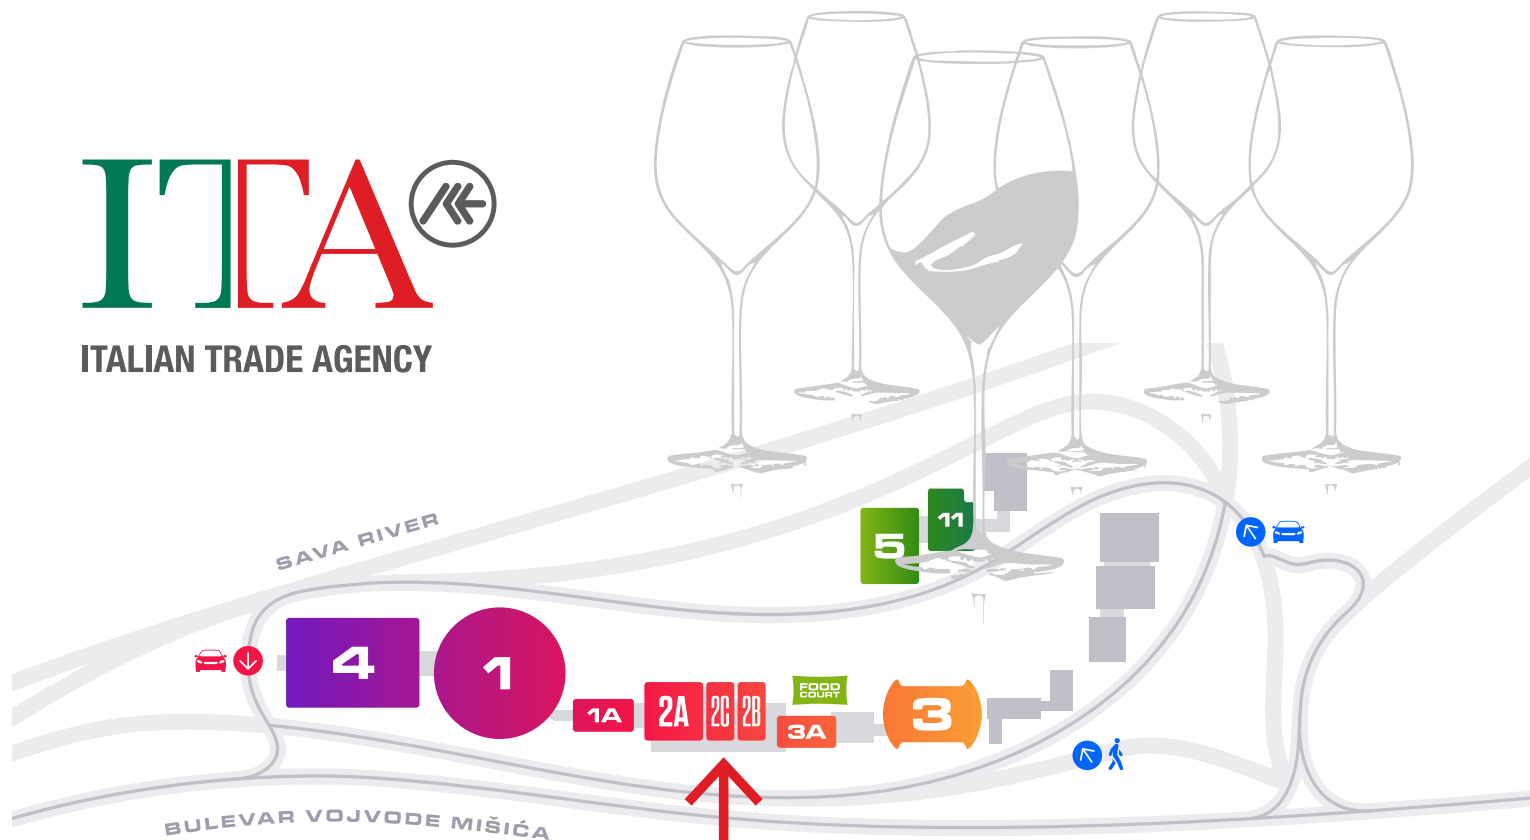 ITA
ITALIAN TRADE AGENCY
SAVA RIVER
5
11
4
1
1A
2A
2C
2B
FOOD
COURT
3A
3
BULEVAR VOJVODE MIŠIĆA